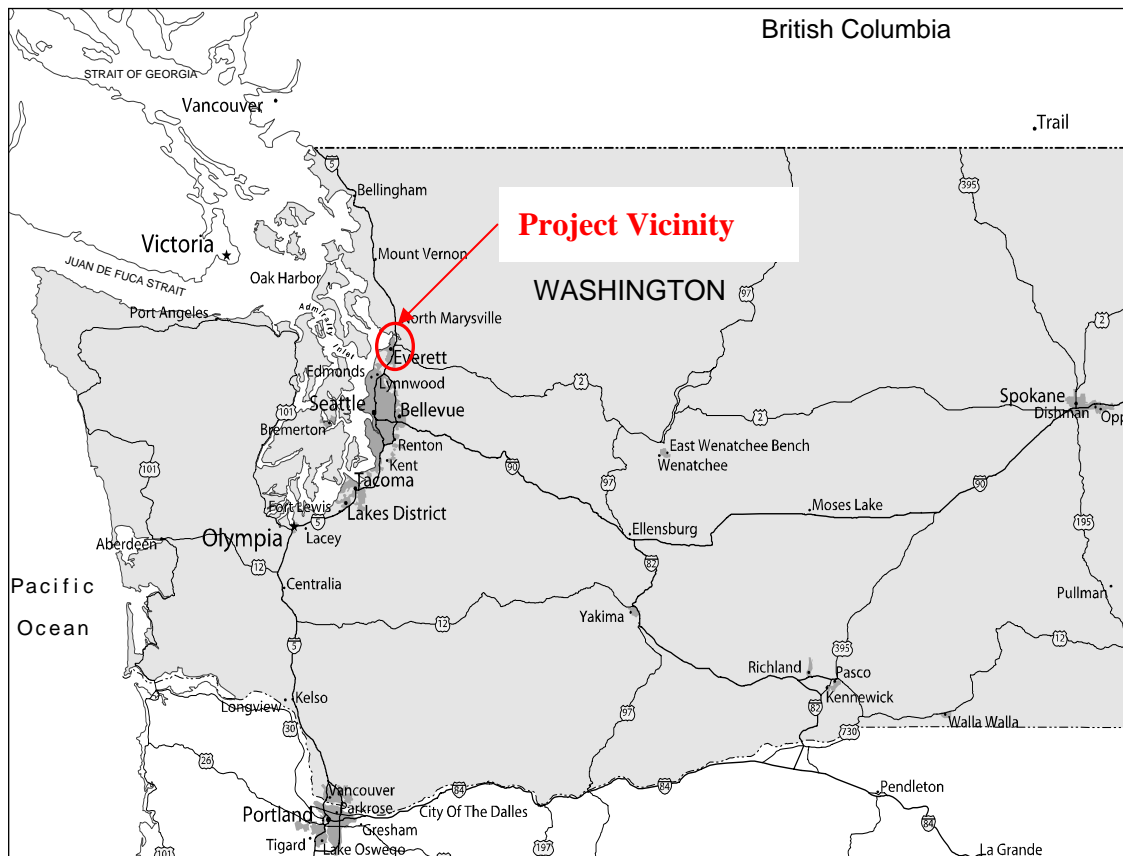 British Columbia
STRAIT OF GEORGIA
Vancouver
Trail
5
395
Bellingham
Project Vicinity
Victoria
Mount Vernon
JUAN DE FUCA STRAIT
Oak Harbor
97
WASHINGTON
Port Angeles
Admiralty Inlet
North Marysville
2
Everett
Edmonds
Lynnwood
2
101
Seattle
Bellevue
2
Spokane
Dishman
Opp
Bremerton
Renton
East Wenatchee Bench
Wenatchee
101
Kent
90
97
90
Tacoma
Fort Lewis
Lakes District
Moses Lake
5
195
Olympia
Lacey
Ellensburg
Aberdeen
12
82
Centralia
Pacific
Ocean
Pullman
Yakima
12
12
5
395
Richland
Pasco
Kennewick
Kelso
Longview
82
97
Walla Walla
30
730
26
Vancouver
84
84
Pendleton
Portland
Parkrose
City Of The Dalles
Gresham
84
Tigard
Lake Oswego
101
197
La Grande